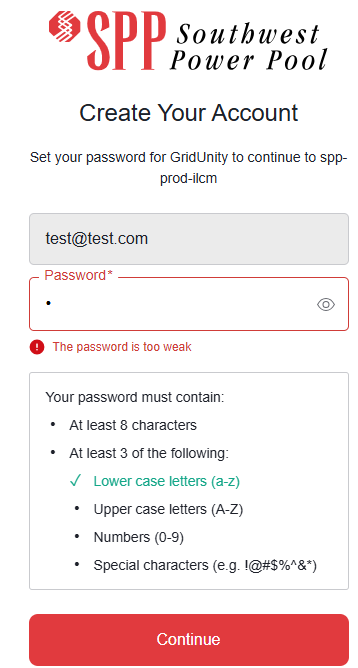 SPP Southwest
Power Pool
Create Your Account
Set your password for GridUnity to continue to spp-
prod-ilcm
test@test.com
Password*
•
The password is too weak
Your password must contain:
• At least 8 characters
• At least 3 of the following:
✓ Lower case letters (a-z)
• Upper case letters (A-Z)
• Numbers (0-9)
• Special characters (e.g. !@#$%^&*)
Continue